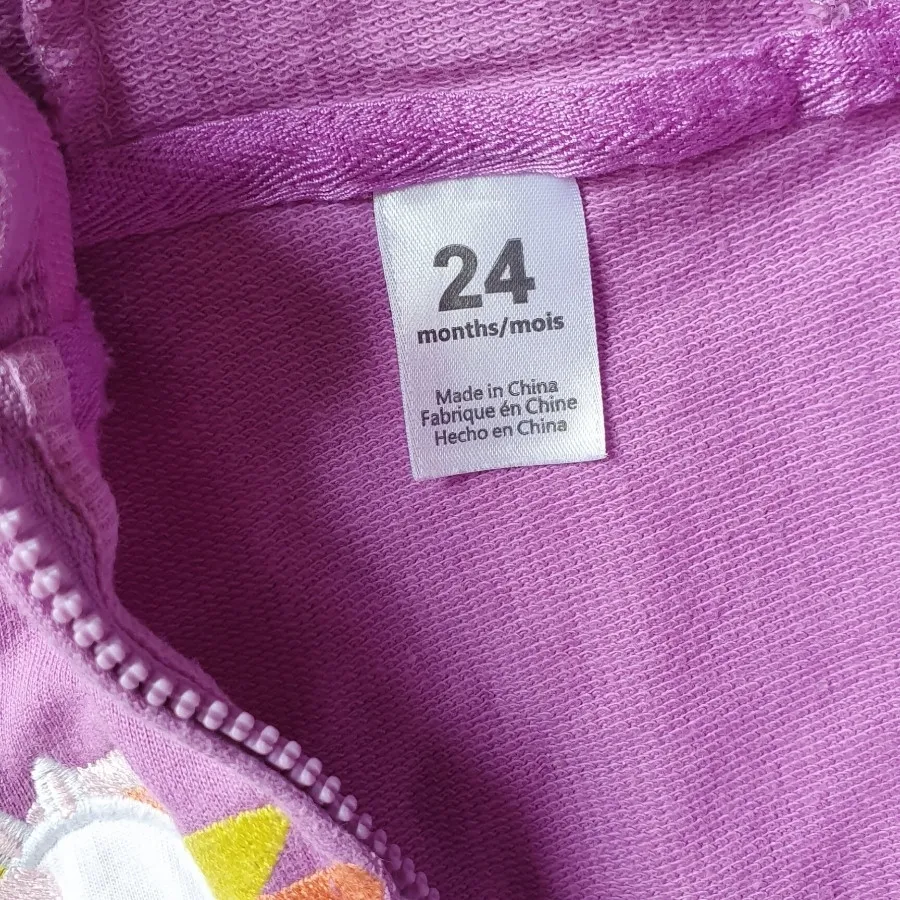 24
months/mois
Made in China
Fabrique én Chine
Hecho en China